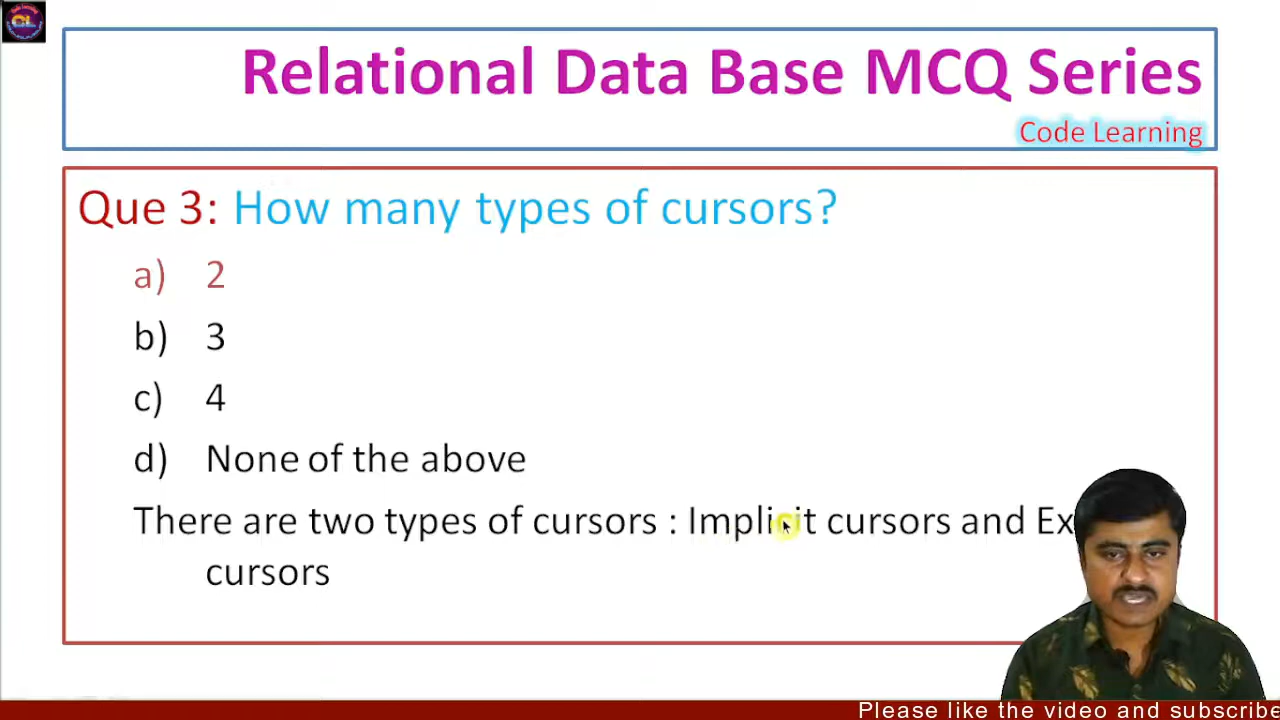 Relational Data Base MCQ Series
Code Learning
Que 3: How many types of cursors?
a) 2
b) 3
c) 4
d) None of the above
There are two types of cursors : Implicit cursors and Ex
cursors
Please like the video and subscribe